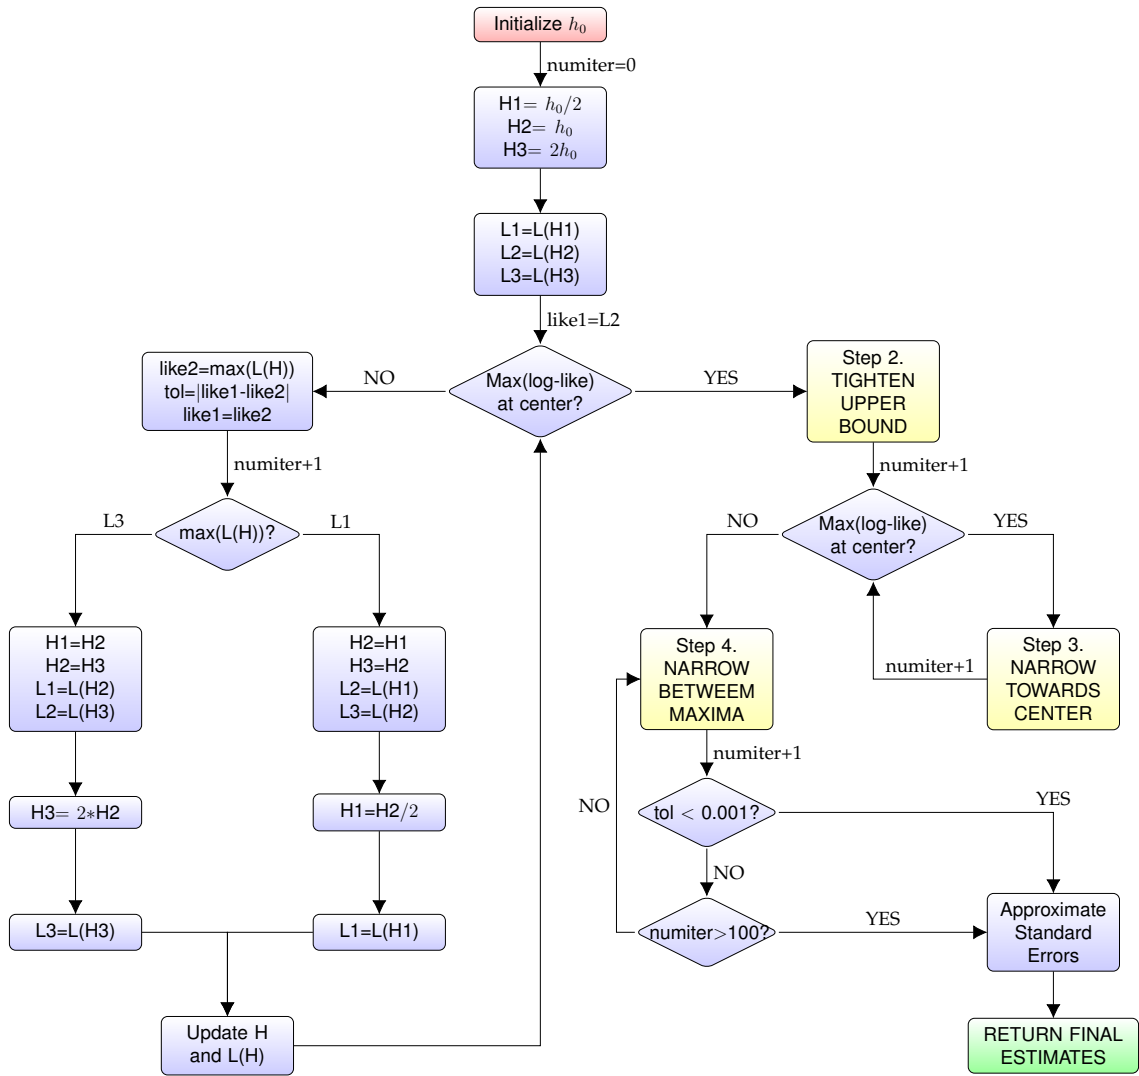 Initialize h₀
numiter=0
H1= h₀/2
H2= h₀
H3= 2h₀
L1=L(H1)
L2=L(H2)
L3=L(H3)
like1=L2
Max(log-like)
at center?
NO
YES
like2=max(L(H))
tol=|like1-like2|
like1=like2
numiter+1
max(L(H))?
L3
L1
H1=H2
H2=H3
L1=L(H2)
L2=L(H3)
H3= 2*H2
L3=L(H3)
H2=H1
H3=H2
L2=L(H1)
L3=L(H2)
H1=H2/2
L1=L(H1)
Update H
and L(H)
Step 2.
TIGHTEN
UPPER
BOUND
numiter+1
Max(log-like)
at center?
NO
YES
Step 3.
NARROW
TOWARDS
CENTER
numiter+1
Step 4.
NARROW
BETWEEM
MAXIMA
numiter+1
tol < 0.001?
YES
NO
numiter>100?
NO
YES
Approximate
Standard
Errors
RETURN FINAL
ESTIMATES